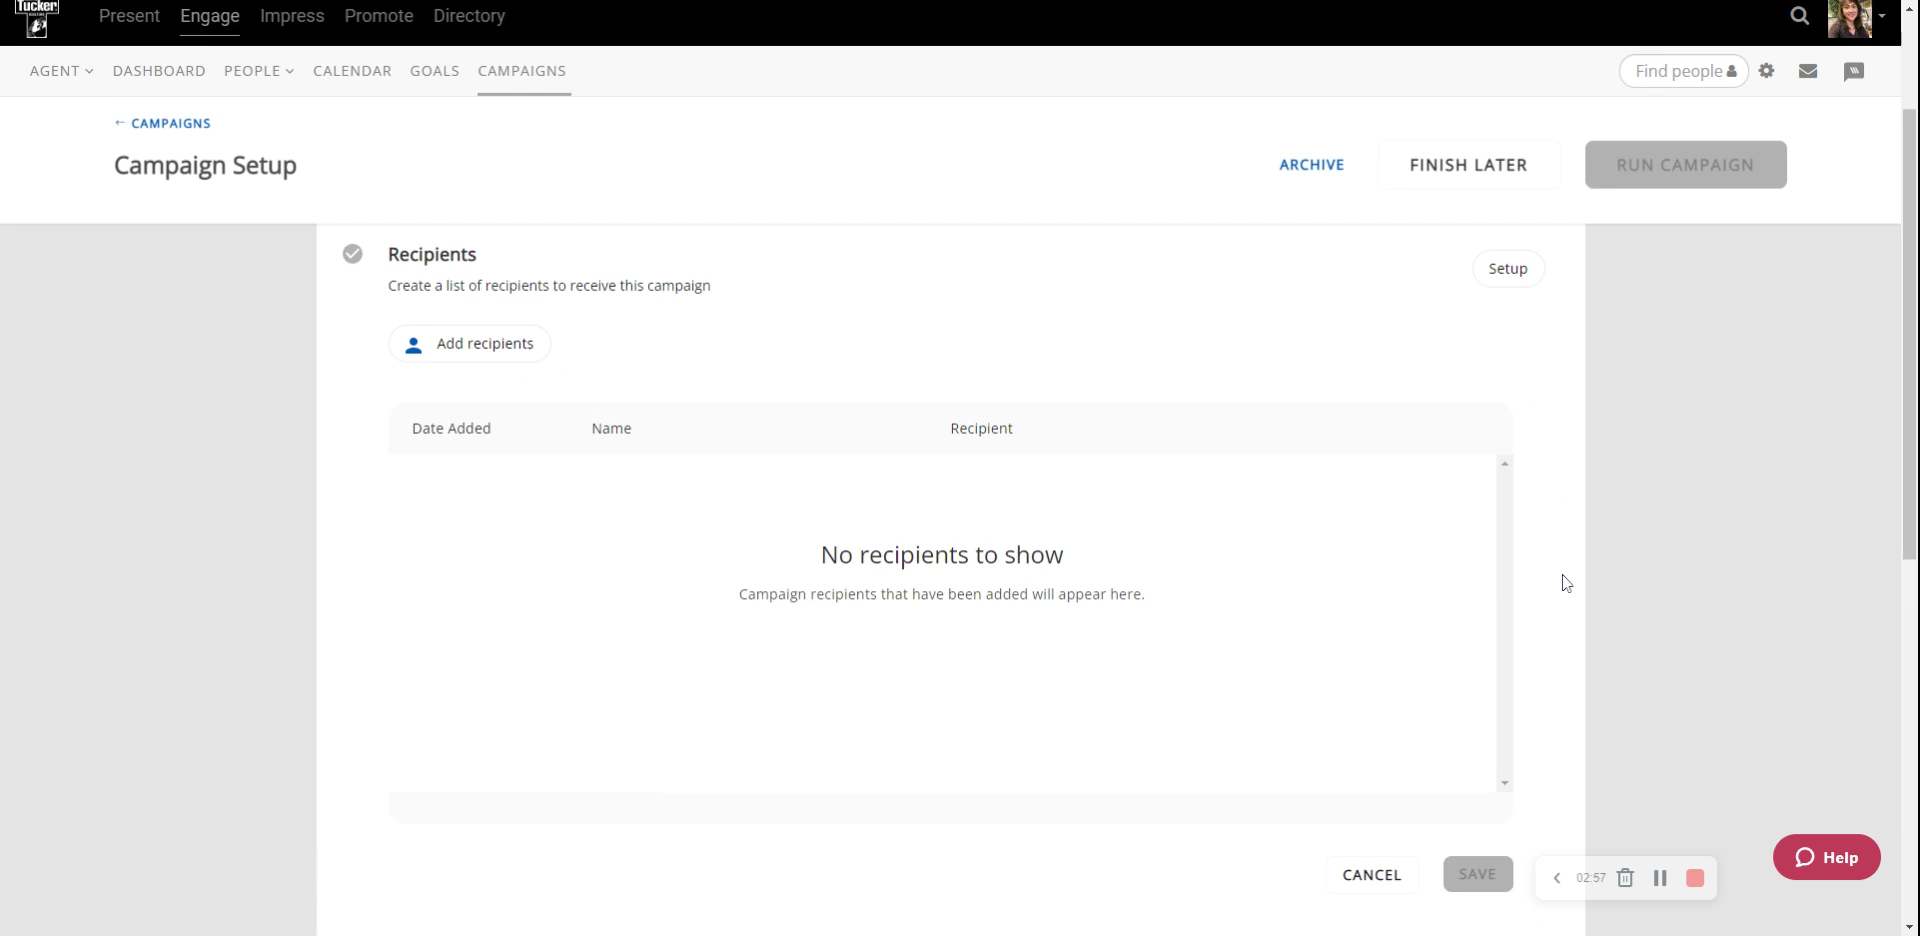 Tucker
Present Engage Impress Promote Directory
AGENT DASHBOARD PEOPLE CALENDAR GOALS CAMPAIGNS
Find people
← CAMPAIGNS
Campaign Setup
ARCHIVE
FINISH LATER
RUN CAMPAIGN
Recipients
Create a list of recipients to receive this campaign
Setup
Add recipients
Date Added Name Recipient
No recipients to show
Campaign recipients that have been added will appear here.
CANCEL
SAVE
02:57
Help